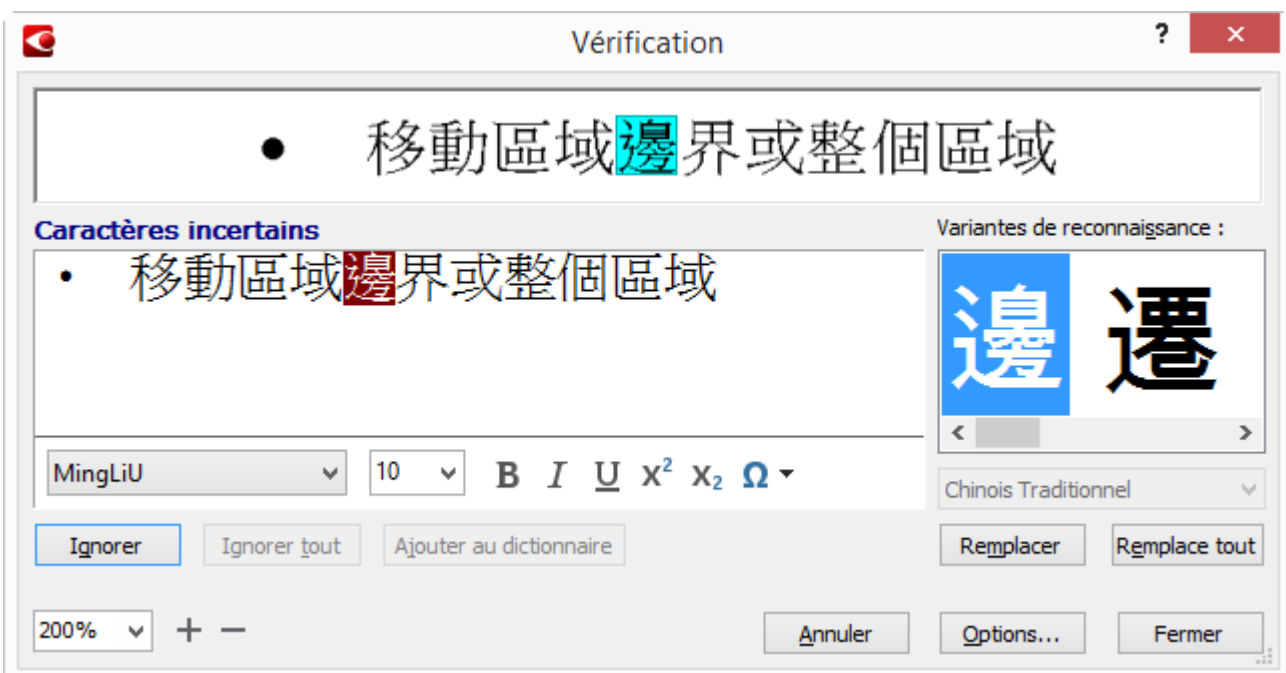 Vérification ?
• 移動區域邊界或整個區域
Caractères incertains
Variantes de reconnaissance :
• 移動區域邊界或整個區域
邊 遷
MingLiU 10 B I U X² X₂ Ω
Chinois Traditionnel
Ignorer Ignorer tout Ajouter au dictionnaire Remplacer Remplace tout
200% + − Annuler Options... Fermer